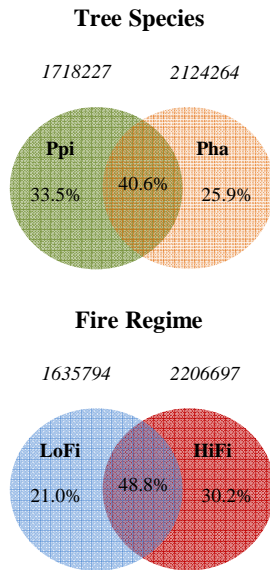 Tree Species
1718227 2124264
Ppi Pha
33.5% 40.6% 25.9%
Fire Regime
1635794 2206697
LoFi HiFi
21.0% 48.8% 30.2%